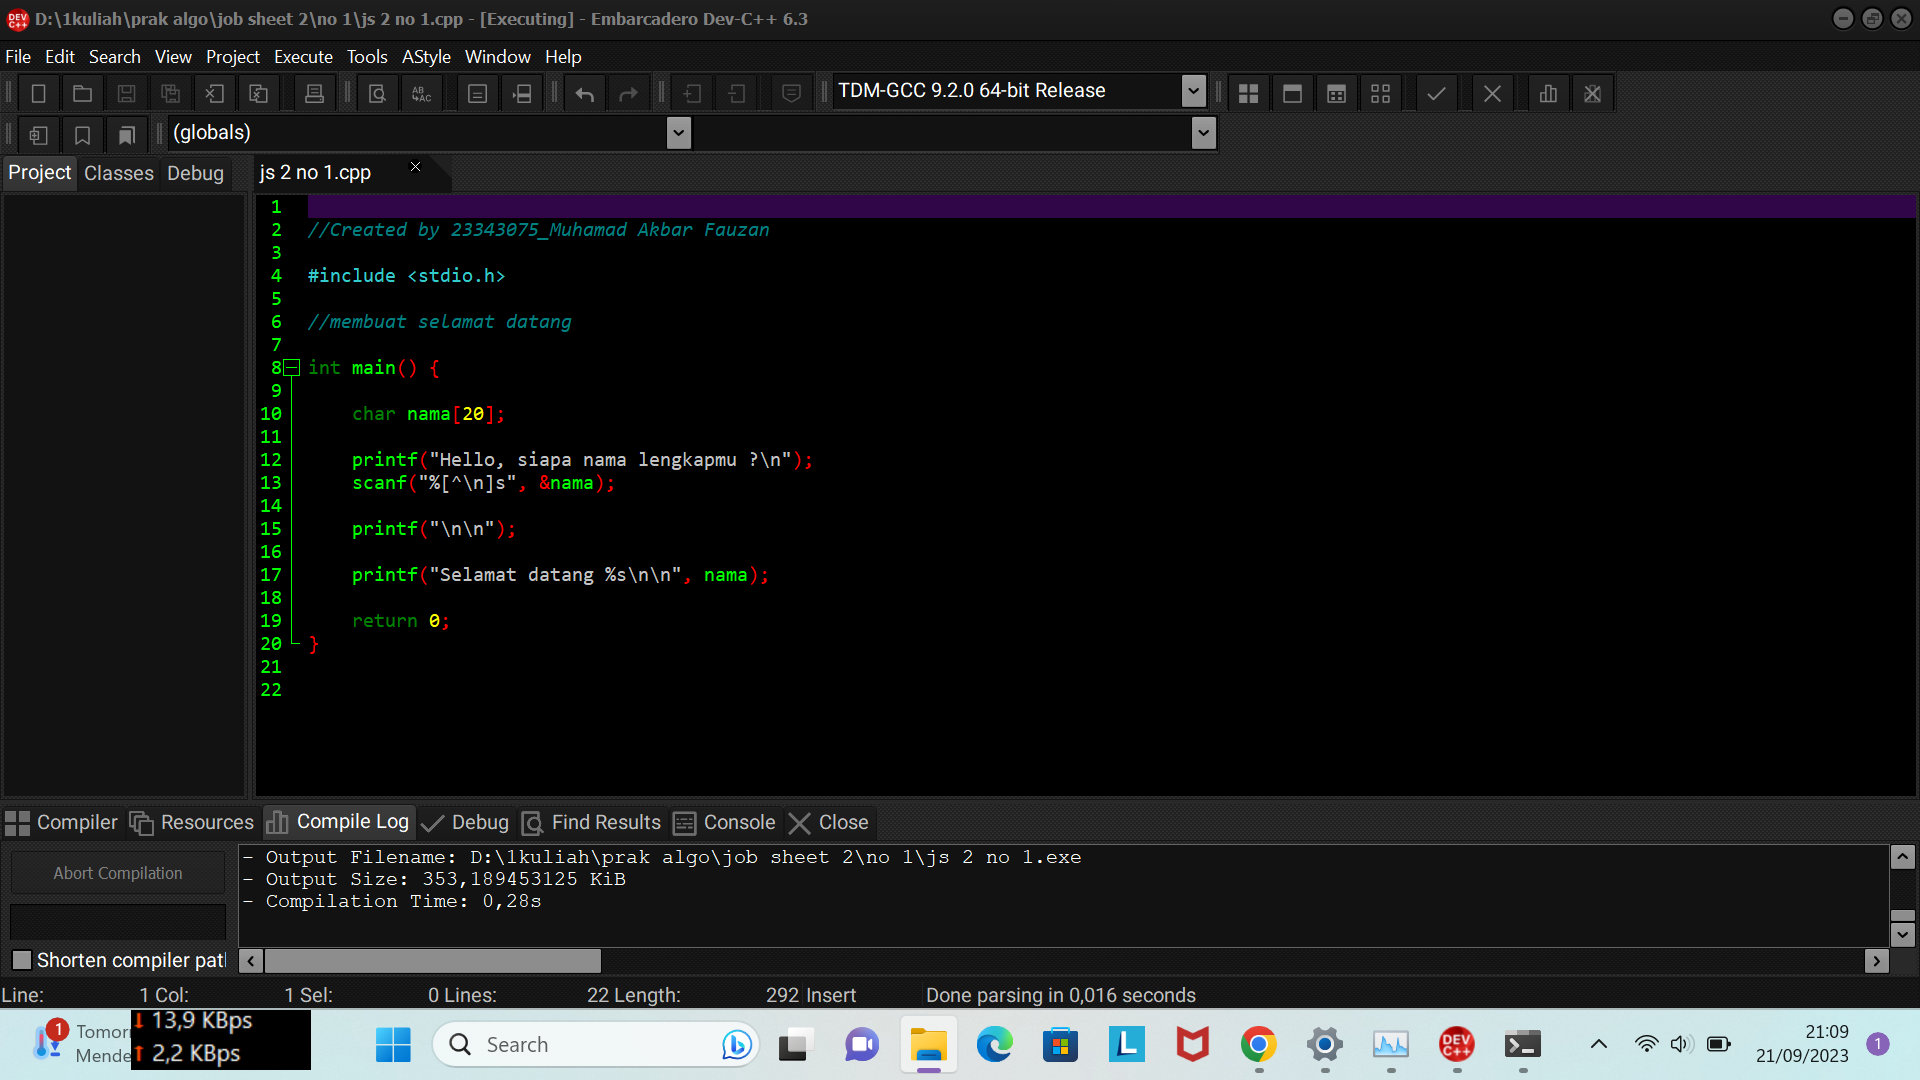 D:\1kuliah\prak algo\job sheet 2\no 1\js 2 no 1.cpp - [Executing] - Embarcadero Dev-C++ 6.3
File Edit Search View Project Execute Tools AStyle Window Help
TDM-GCC 9.2.0 64-bit Release
(globals)
Project Classes Debug
js 2 no 1.cpp
1
2 //Created by 23343075_Muhamad Akbar Fauzan
3
4 #include <stdio.h>
5
6 //membuat selamat datang
7
8 int main() {
9
10 char nama[20];
11
12 printf("Hello, siapa nama lengkapmu ?\n");
13 scanf("%[^\n]s", &nama);
14
15 printf("\n\n");
16
17 printf("Selamat datang %s\n\n", nama);
18
19 return 0;
20 }
21
22
Compiler Resources Compile Log Debug Find Results Console Close
Abort Compilation
Shorten compiler pat
- Output Filename: D:\1kuliah\prak algo\job sheet 2\no 1\js 2 no 1.exe
- Output Size: 353,189453125 KiB
- Compilation Time: 0,28s
Line: 1 Col: 1 Sel: 0 Lines: 22 Length: 292 Insert Done parsing in 0,016 seconds
1
Tomor
Mende
13,9 KBps
2,2 KBps
Search
DEV C++
21:09
21/09/2023
1